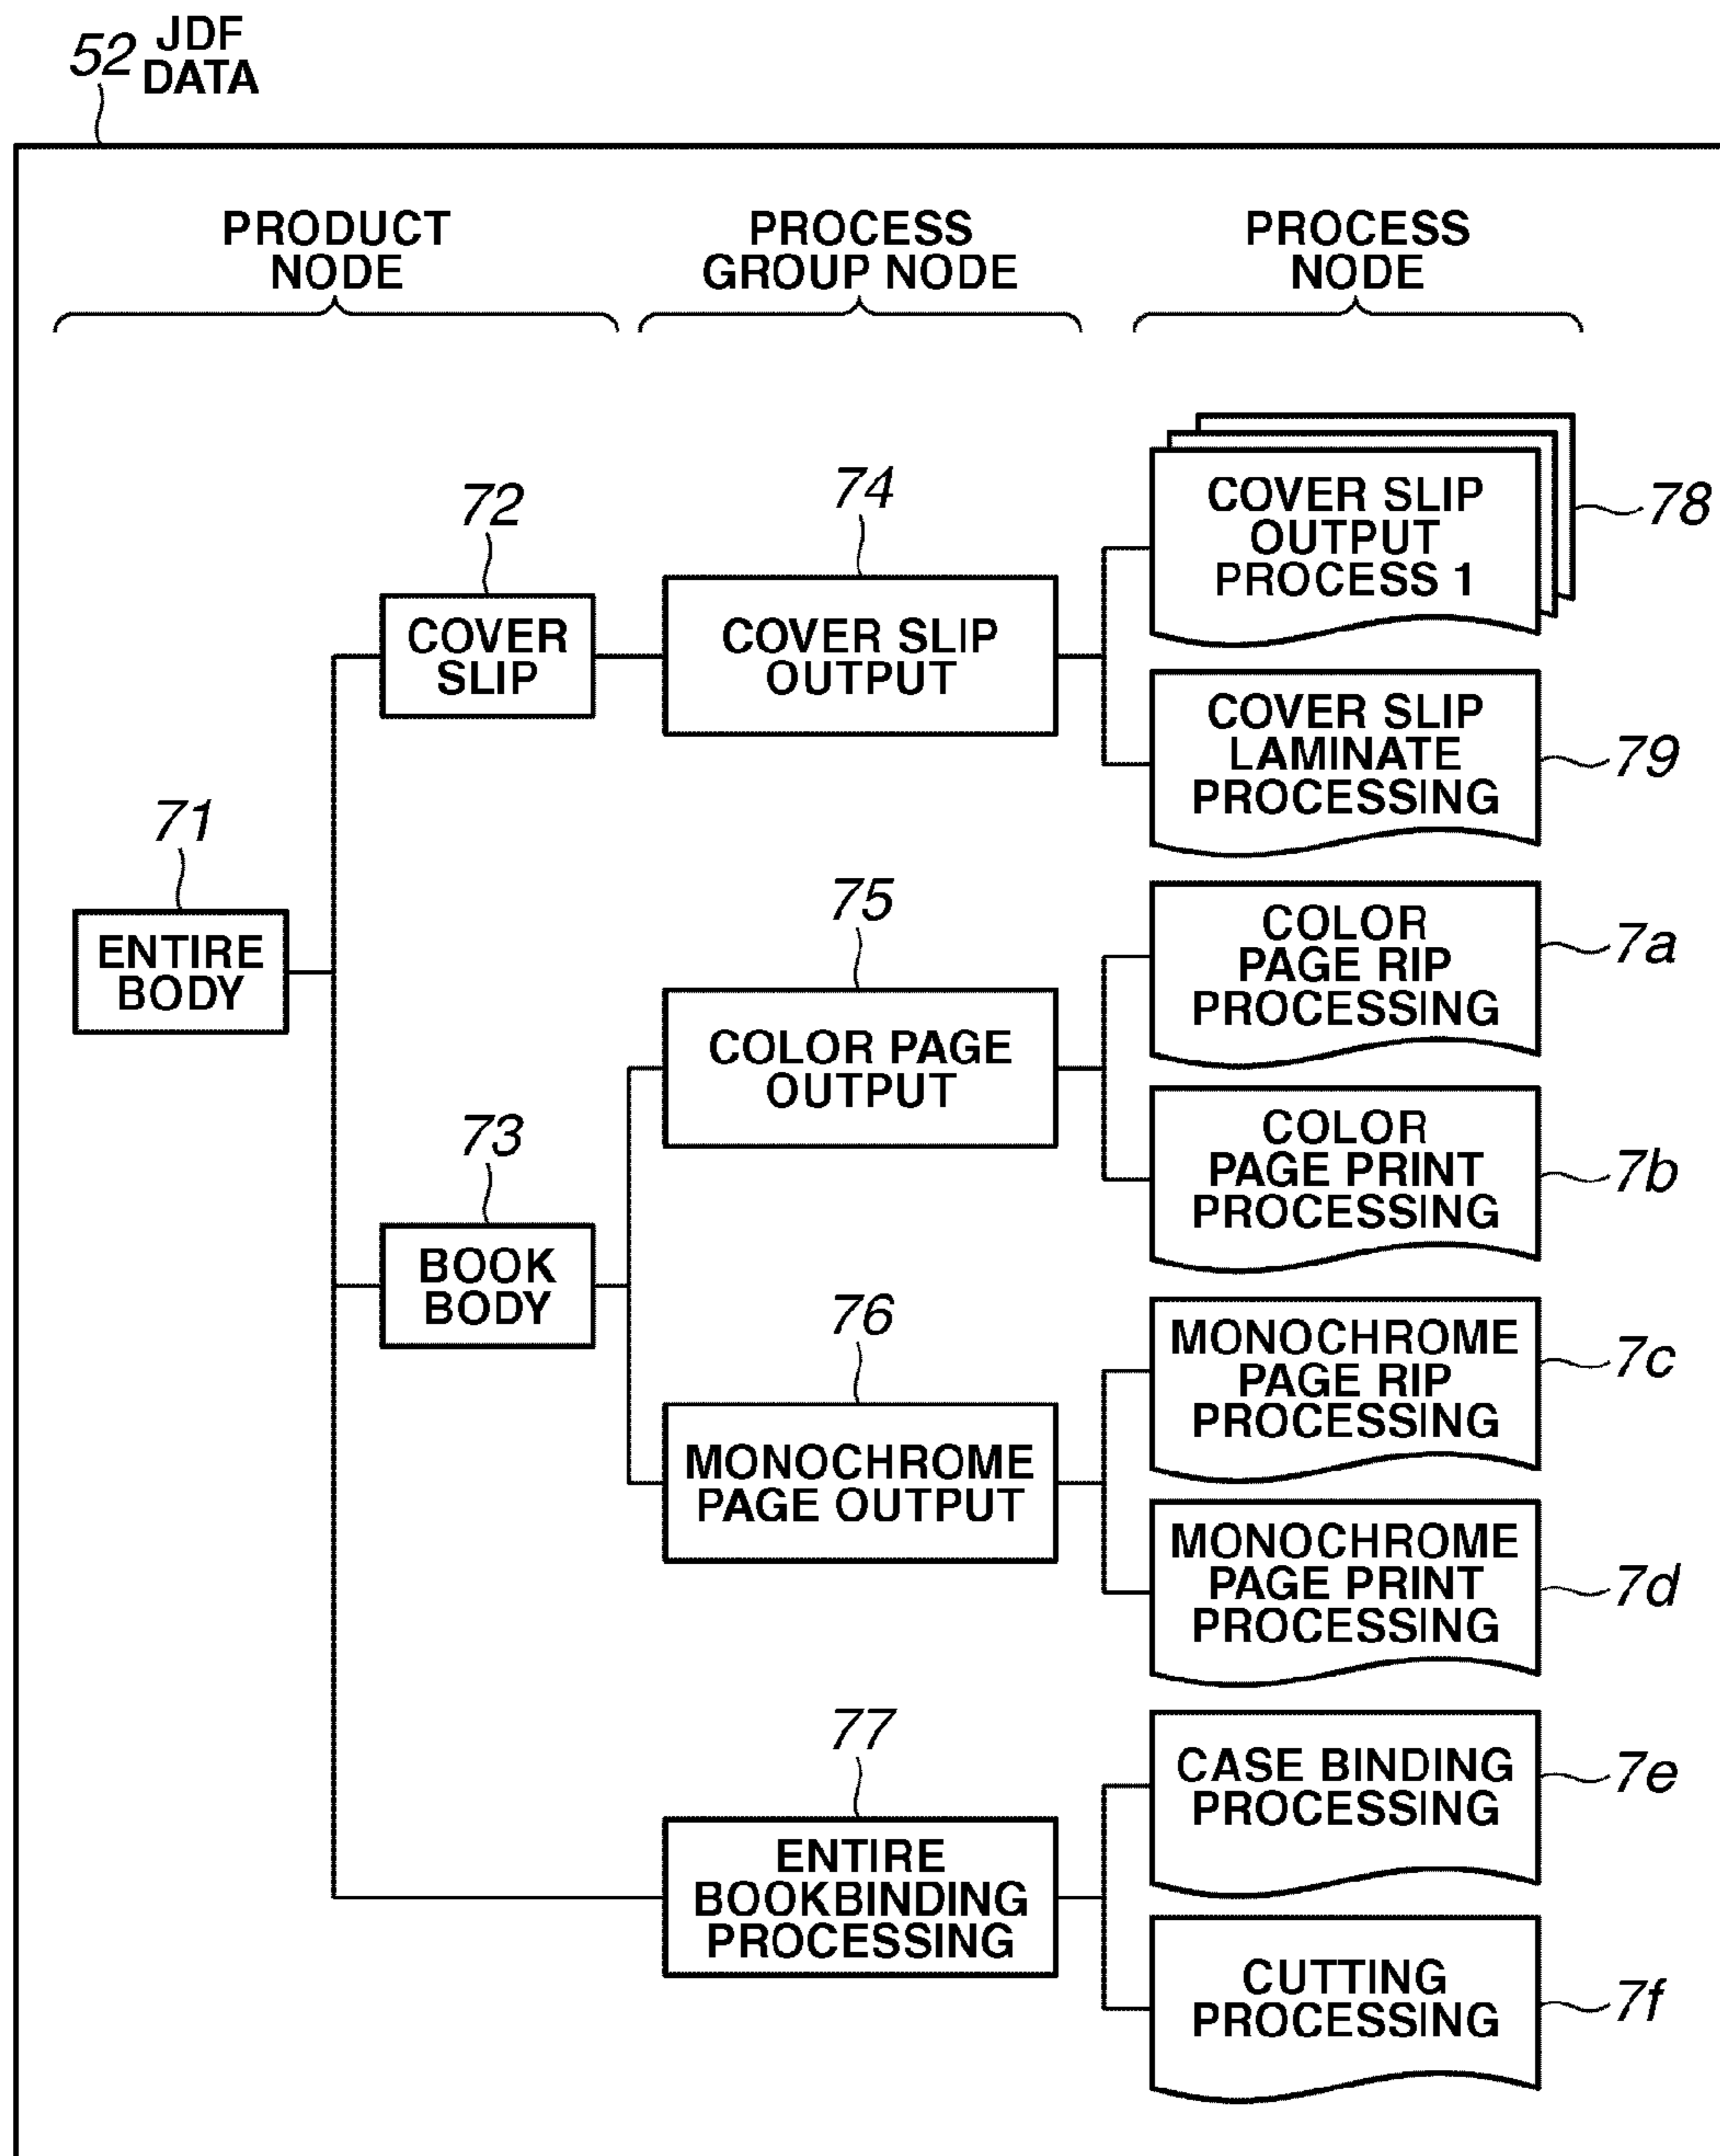 52 JDF
DATA
PRODUCT
NODE
PROCESS
GROUP NODE
PROCESS
NODE
72
COVER
SLIP
74
COVER SLIP
OUTPUT
COVER SLIP
OUTPUT
PROCESS 1
78
COVER SLIP
LAMINATE
PROCESSING
79
71
ENTIRE
BODY
75
COLOR PAGE
OUTPUT
COLOR
PAGE RIP
PROCESSING
7a
COLOR
PAGE PRINT
PROCESSING
7b
73
BOOK
BODY
76
MONOCHROME
PAGE OUTPUT
MONOCHROME
PAGE RIP
PROCESSING
7c
MONOCHROME
PAGE PRINT
PROCESSING
7d
77
ENTIRE
BOOKBINDING
PROCESSING
CASE BINDING
PROCESSING
7e
CUTTING
PROCESSING
7f